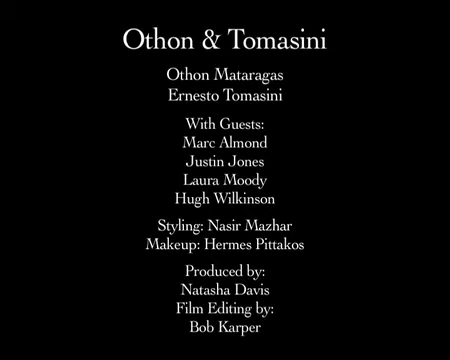 Othon & Tomasini
Othon Mataragas
Ernesto Tomasini
With Guests:
Marc Almond
Justin Jones
Laura Moody
Hugh Wilkinson
Styling: Nasir Mazhar
Makeup: Hermes Pittakos
Produced by:
Natasha Davis
Film Editing by:
Bob Karper